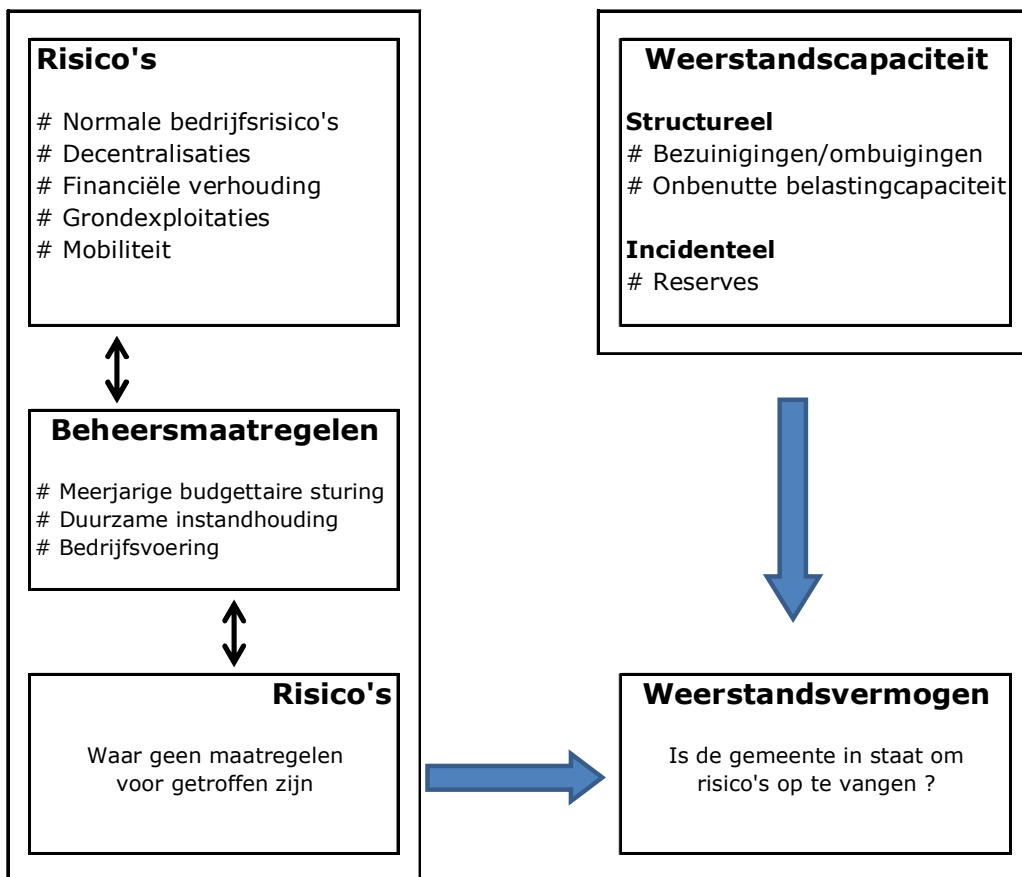 Risico's
# Normale bedrijfsrisico's
# Decentralisaties
# Financiële verhouding
# Grondexploitaties
# Mobiliteit
Beheersmaatregelen
# Meerjarige budgettaire sturing
# Duurzame instandhouding
# Bedrijfsvoering
Risico's
Waar geen maatregelen
voor getroffen zijn
Weerstandscapaciteit
Structureel
# Bezuinigingen/ombuigingen
# Onbenutte belastingcapaciteit
Incidenteel
# Reserves
Weerstandsvermogen
Is de gemeente in staat om
risico's op te vangen ?